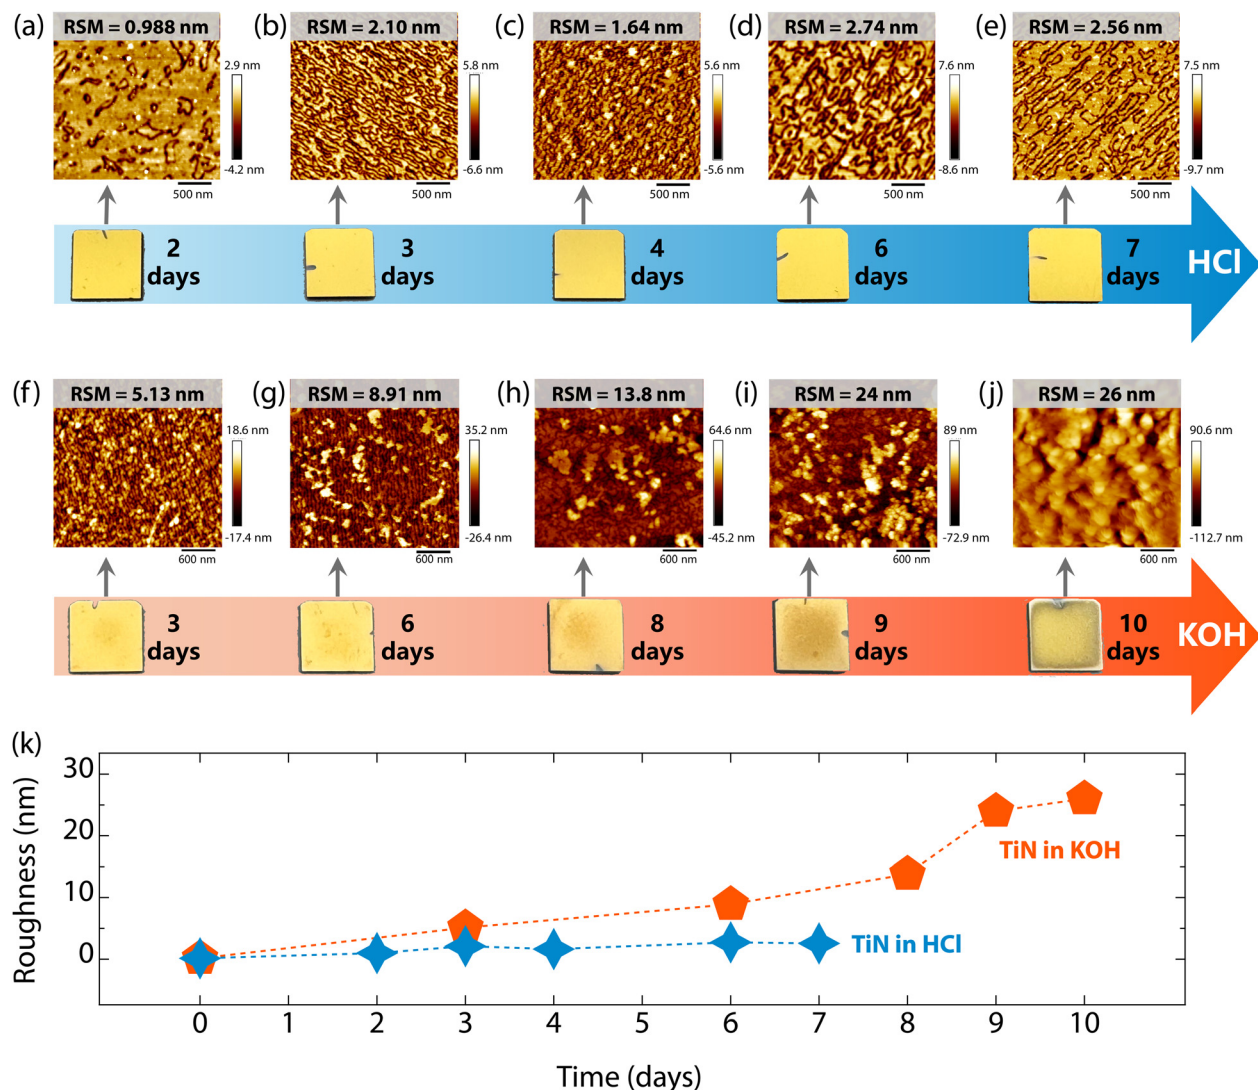 (a)
RSM = 0.988 nm
2.9 nm
-4.2 nm
500 nm
(b)
RSM = 2.10 nm
5.8 nm
-6.6 nm
500 nm
(c)
RSM = 1.64 nm
5.6 nm
-5.6 nm
500 nm
(d)
RSM = 2.74 nm
7.6 nm
-8.6 nm
500 nm
(e)
RSM = 2.56 nm
7.5 nm
-9.7 nm
500 nm
2
days
3
days
4
days
6
days
7
days
HCl
(f)
RSM = 5.13 nm
18.6 nm
-17.4 nm
600 nm
(g)
RSM = 8.91 nm
35.2 nm
-26.4 nm
600 nm
(h)
RSM = 13.8 nm
64.6 nm
-45.2 nm
600 nm
(i)
RSM = 24 nm
89 nm
-72.9 nm
600 nm
(j)
RSM = 26 nm
90.6 nm
-112.7 nm
600 nm
3
days
6
days
8
days
9
days
10
days
KOH
(k)
Roughness (nm)
30
20
10
0
TiN in KOH
TiN in HCl
0 1 2 3 4 5 6 7 8 9 10
Time (days)